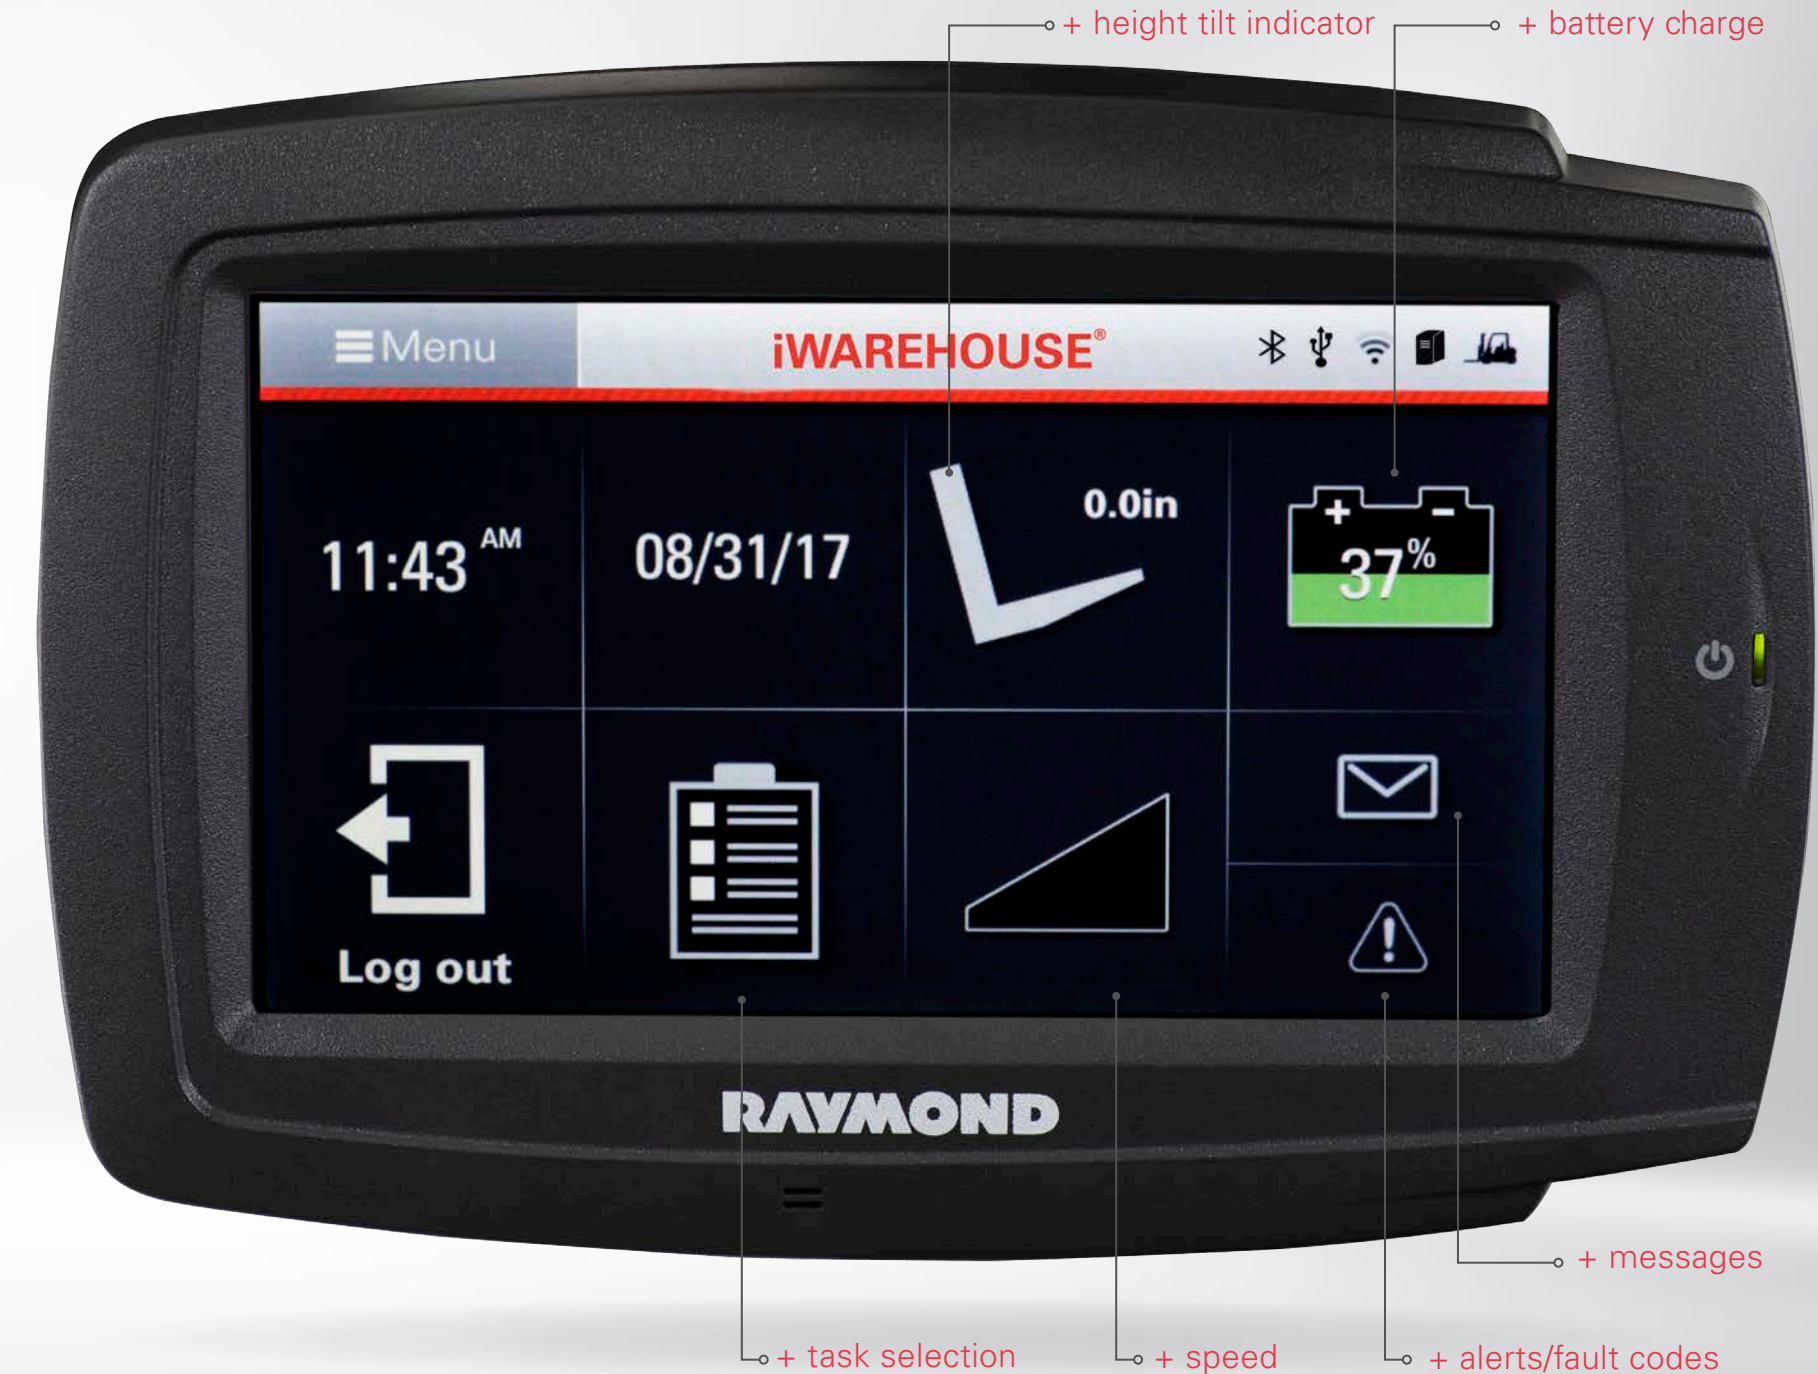 + height tilt indicator
+ battery charge
Menu
iWAREHOUSE®
0.0in
11:43 AM
08/31/17
+ -
37%
Log out
RAYMOND
+ messages
+ task selection
+ speed
+ alerts/fault codes